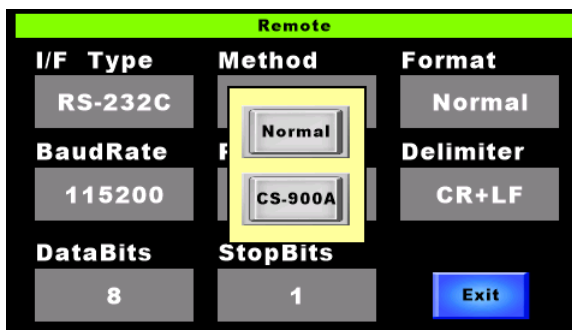 Remote
I/F Type Method Format
RS-232C Normal
Normal
BaudRate Delimiter
115200 CS-900A CR+LF
DataBits StopBits
8 1 Exit